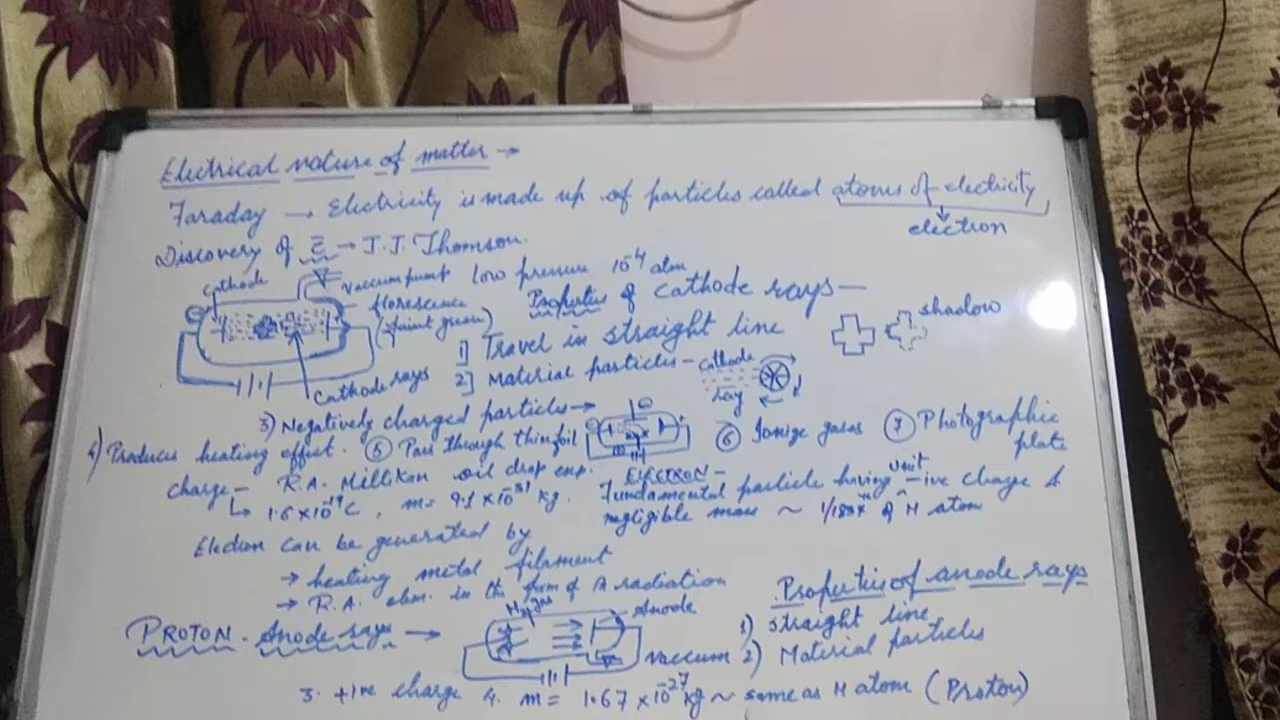 Electrical nature of matter →
Faraday → Electricity is made up of particles called atoms of electricity
electron
Discovery of e̅ → J.J. Thomson.
cathode
Vaccum pump low pressure 10⁻⁴ atm
florescence
(faint green)
Properties of cathode rays —
shadow
1] Travel in straight line
2] Material particles – cathode
ray
cathode rays
3) Negatively charged particles →
4) Produces heating effect. ⑤ Pass through thin foil ⑥ Ionize gases ⑦ Photographic
plate
charge – R.A. Millikan oil drop exp.
↳ 1.6 × 10⁻¹⁹ C, m = 9.1 × 10⁻³¹ kg.
ELECTRON –
Fundamental particle having unit –ive charge &
negligible mass ~ of H atom
Electron can be generated by
→ heating metal filament
→ R.A. elem. in the form of β radiation
PROTON – Anode rays →
H₂ gas
Anode
vaccum
Properties of anode rays
1) Straight line
2) Material particles
3. +ive charge 4. m = 1.67 × 10⁻²⁷ kg ~ same as H atom (Proton)